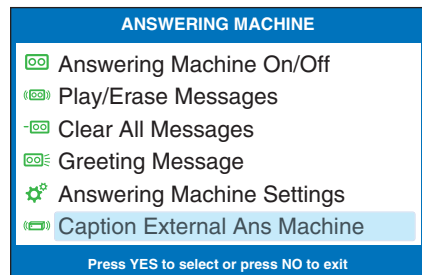 ANSWERING MACHINE
Answering Machine On/Off
Play/Erase Messages
Clear All Messages
Greeting Message
Answering Machine Settings
Caption External Ans Machine
Press YES to select or press NO to exit